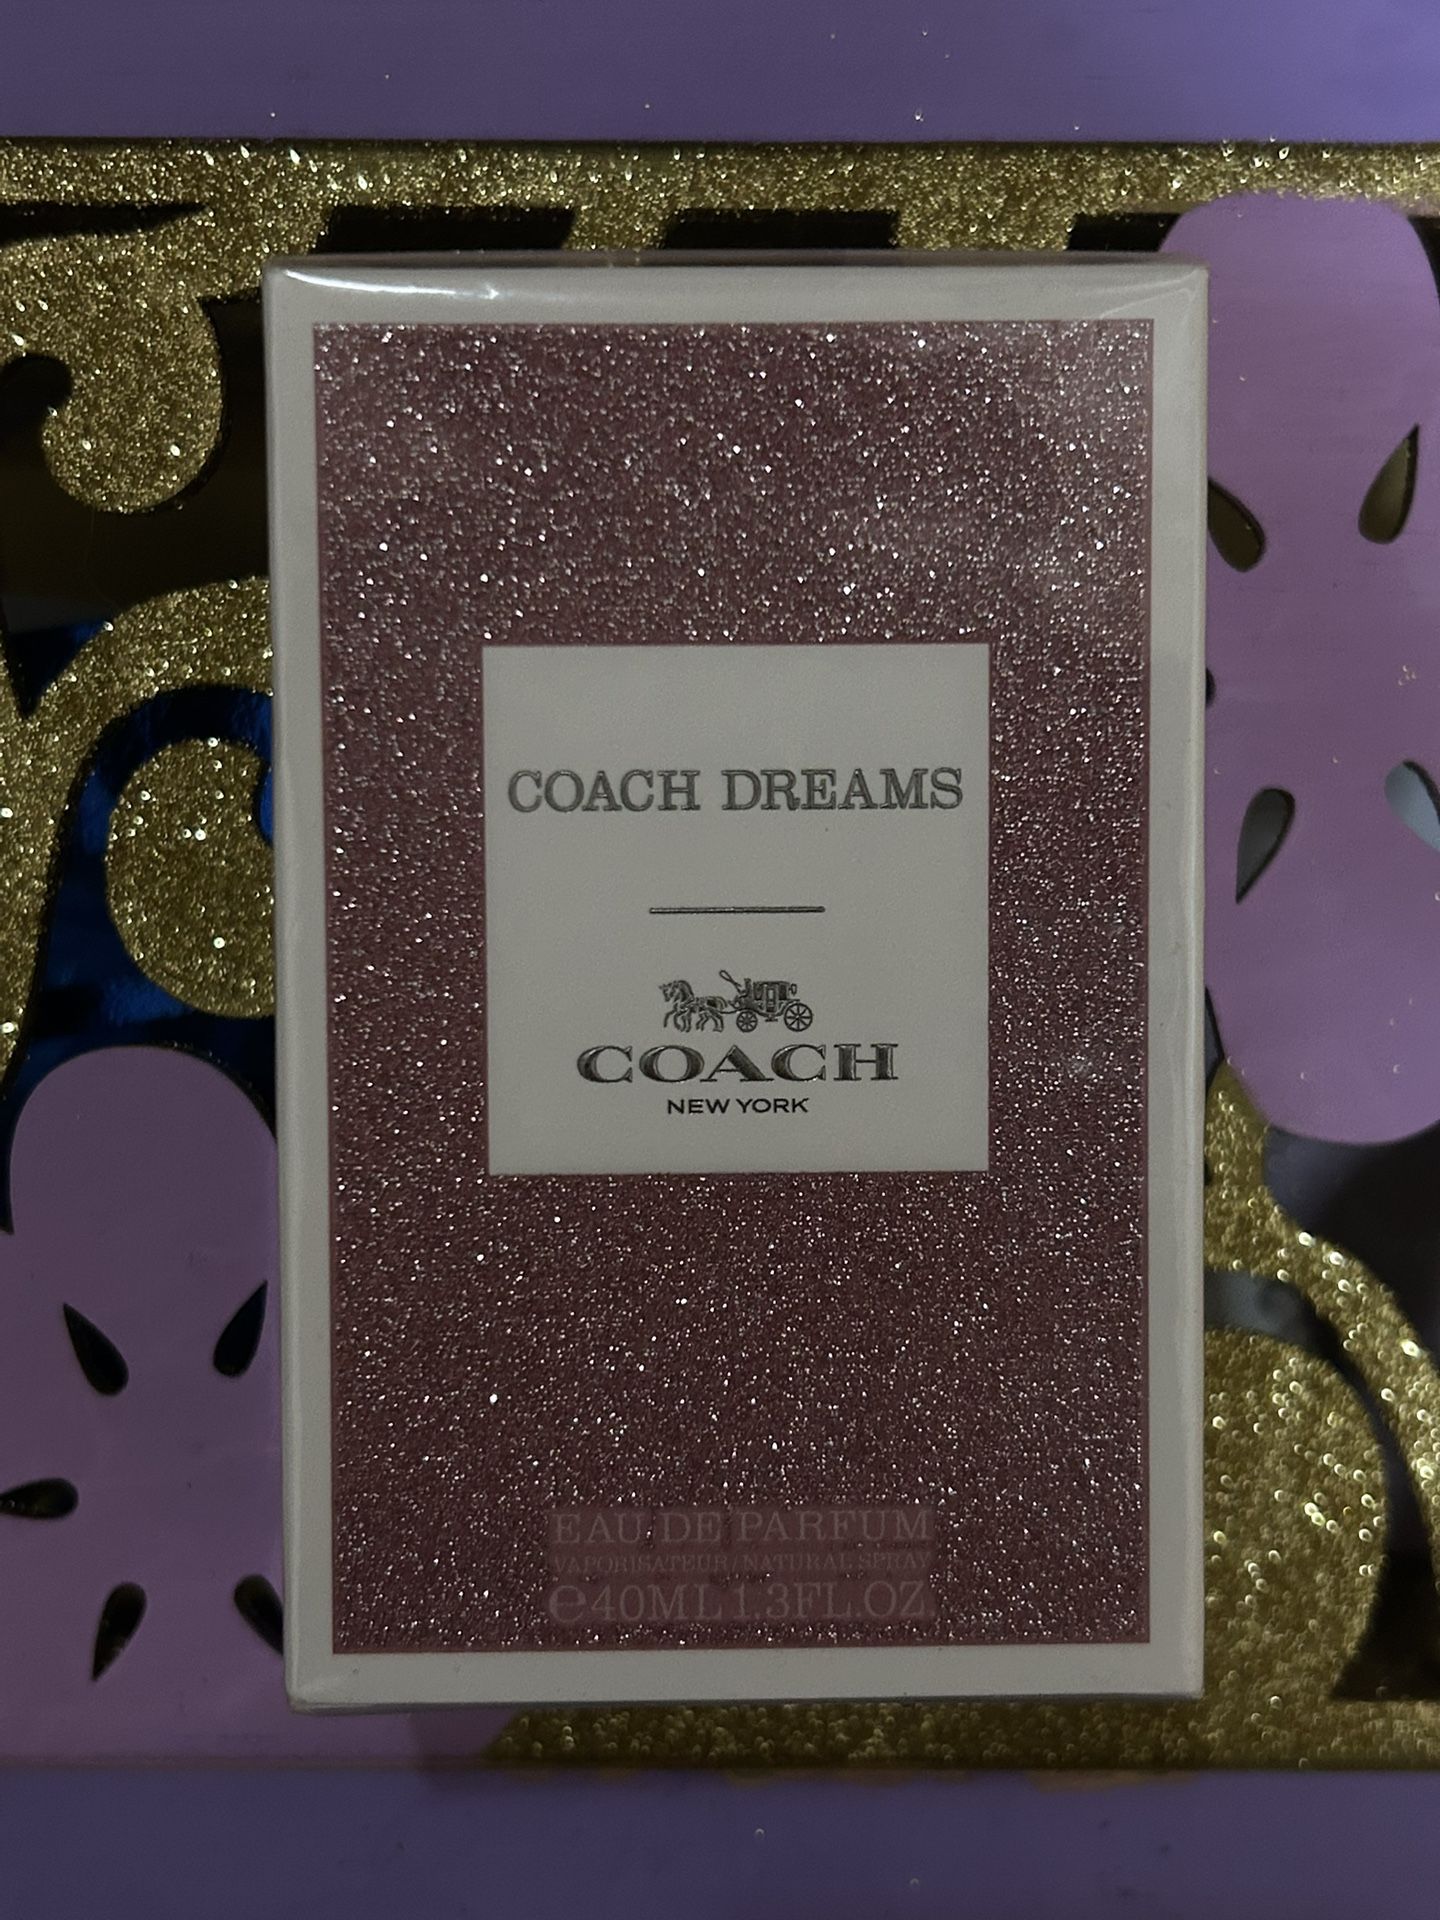 COACH DREAMS
COACH
NEW YORK
EAU DE PARFUM
VAPORISATEUR/NATURAL SPRAY
℮40ML 1.3FL.OZ